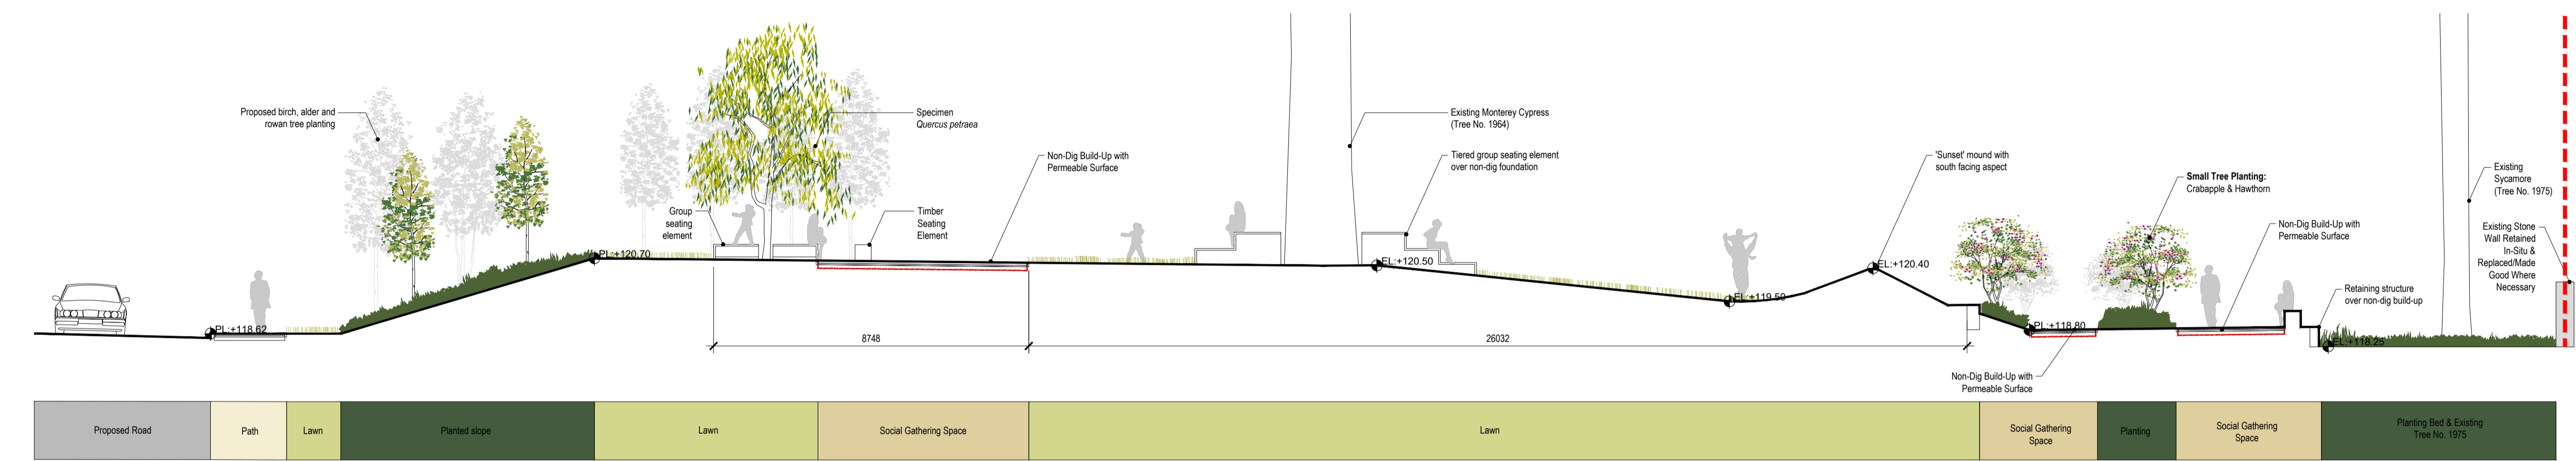 Proposed birch, alder and
rowan tree planting
Specimen
Quercus petraea
Non-Dig Build-Up with
Permeable Surface
Group
seating
element
Timber
Seating
Element
Existing Monterey Cypress
(Tree No. 1964)
Tiered group seating element
over non-dig foundation
'Sunset' mound with
south facing aspect
Small Tree Planting:
Crabapple & Hawthorn
Non-Dig Build-Up with
Permeable Surface
Existing
Sycamore
(Tree No. 1975)
Existing Stone
Wall Retained
In-Situ &
Replaced/Made
Good Where
Necessary
Retaining structure
over non-dig build-up
PL:+118.62
PL:+120.70
EL:+120.50
EL:+119.50
EL:+120.40
PL:+118.80
EL:+118.25
8748
26032
Non-Dig Build-Up with
Permeable Surface
Proposed Road
Path
Lawn
Planted slope
Lawn
Social Gathering Space
Lawn
Social Gathering
Space
Planting
Social Gathering
Space
Planting Bed & Existing
Tree No. 1975